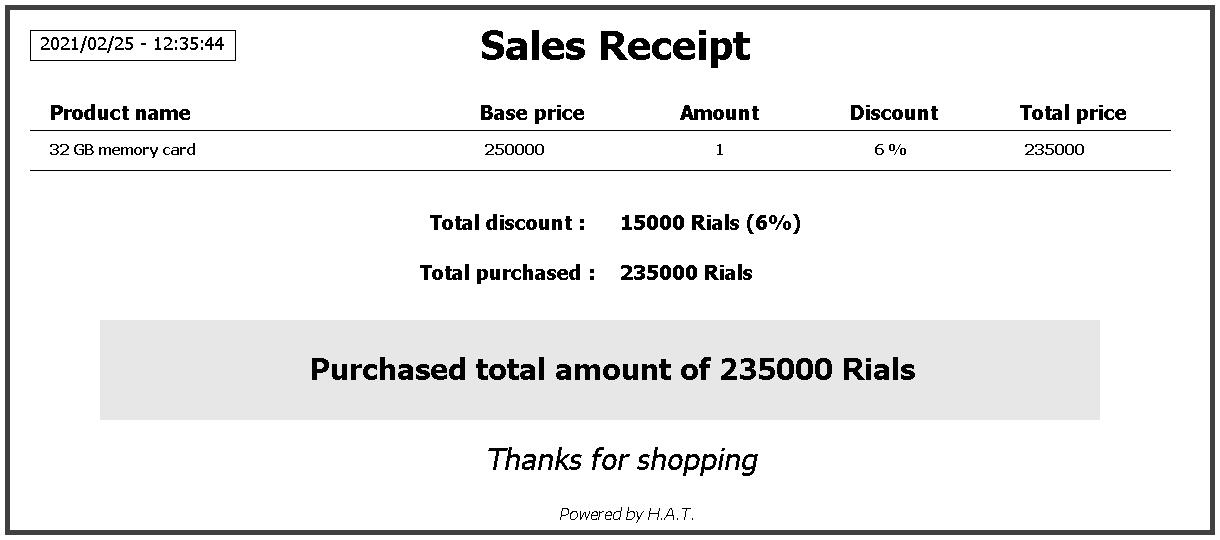 2021/02/25 - 12:35:44
Sales Receipt
Product name Base price Amount Discount Total price
32 GB memory card 250000 1 6 % 235000
Total discount : 15000 Rials (6%)
Total purchased : 235000 Rials
Purchased total amount of 235000 Rials
Thanks for shopping
Powered by H.A.T.